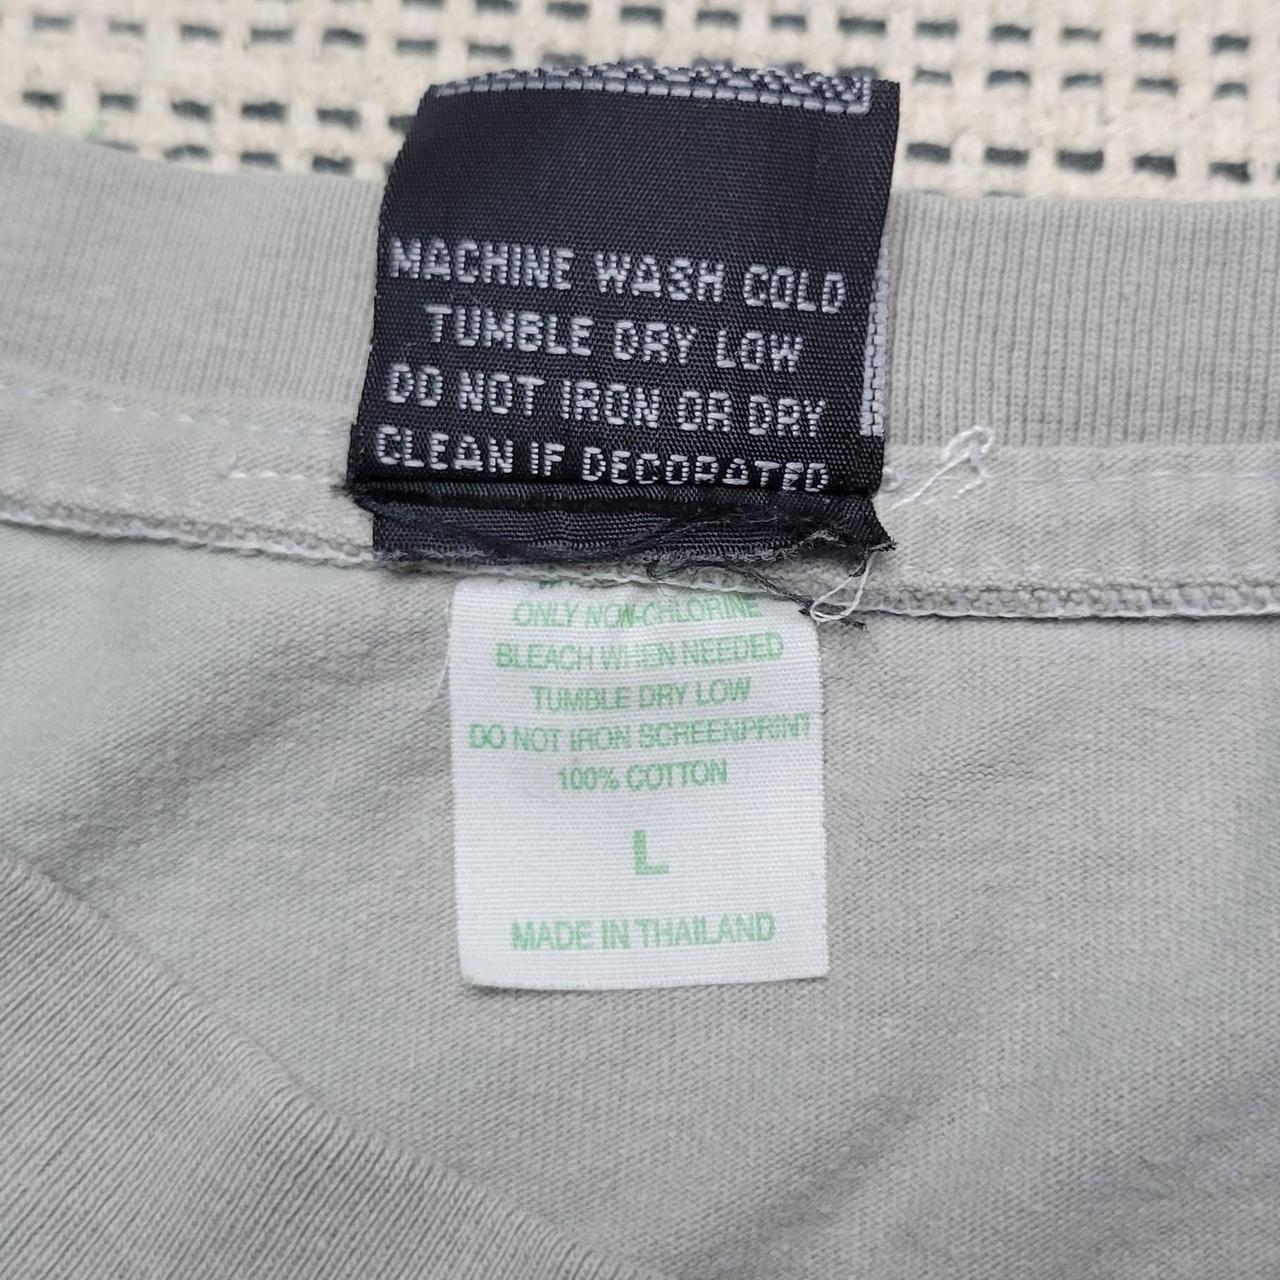 MACHINE WASH COLD
TUMBLE DRY LOW
DO NOT IRON OR DRY
CLEAN IF DECORATED
ONLY NON-CHLORINE
BLEACH WHEN NEEDED
TUMBLE DRY LOW
DO NOT IRON SCREENPRINT
100% COTTON
L
MADE IN THAILAND